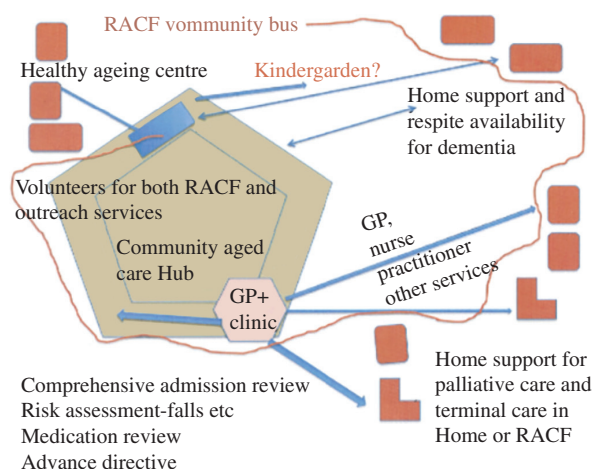 RACF vommunity bus
Healthy ageing centre
Kindergarden?
Home support and
respite availability
for dementia
Volunteers for both RACF and
outreach services
GP,
nurse
practitioner
other services
Community aged
care Hub
GP+
clinic
Comprehensive admission review
Risk assessment-falls etc
Medication review
Advance directive
Home support for
palliative care and
terminal care in
Home or RACF